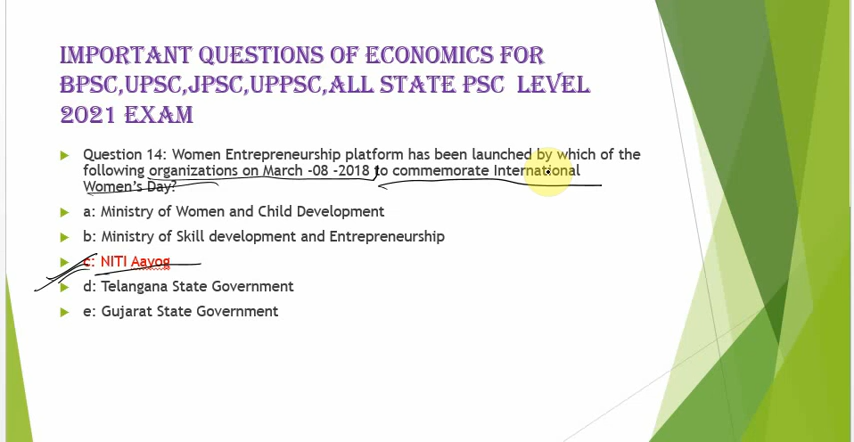 IMPORTANT QUESTIONS OF ECONOMICS FOR
BPSC,UPSC,JPSC,UPPSC,ALL STATE PSC LEVEL
2021 EXAM
Question 14: Women Entrepreneurship platform has been launched by which of the
following organizations on March -08 -2018 to commemorate International
Women's Day?
a: Ministry of Women and Child Development
b: Ministry of Skill development and Entrepreneurship
c: NITI Aayog
d: Telangana State Government
e: Gujarat State Government